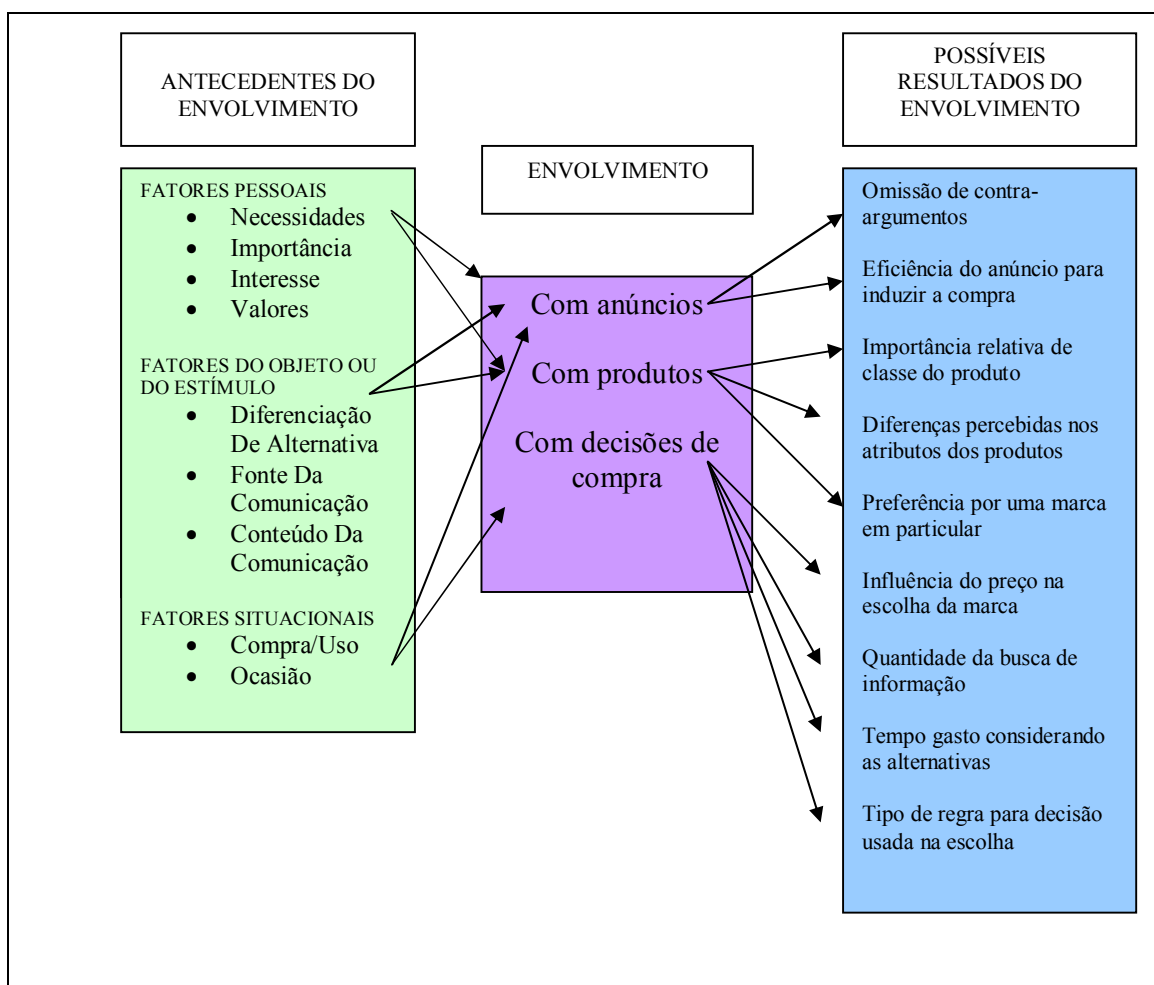 ANTECEDENTES DO
ENVOLVIMENTO
FATORES PESSOAIS
• Necessidades
• Importância
• Interesse
• Valores
FATORES DO OBJETO OU
DO ESTÍMULO
• Diferenciação
De Alternativa
• Fonte Da
Comunicação
• Conteúdo Da
Comunicação
FATORES SITUACIONAIS
• Compra/Uso
• Ocasião
ENVOLVIMENTO
Com anúncios
Com produtos
Com decisões de
compra
POSSÍVEIS
RESULTADOS DO
ENVOLVIMENTO
Omissão de contra-
argumentos
Eficiência do anúncio para
induzir a compra
Importância relativa de
classe do produto
Diferenças percebidas nos
atributos dos produtos
Preferência por uma marca
em particular
Influência do preço na
escolha da marca
Quantidade da busca de
informação
Tempo gasto considerando
as alternativas
Tipo de regra para decisão
usada na escolha